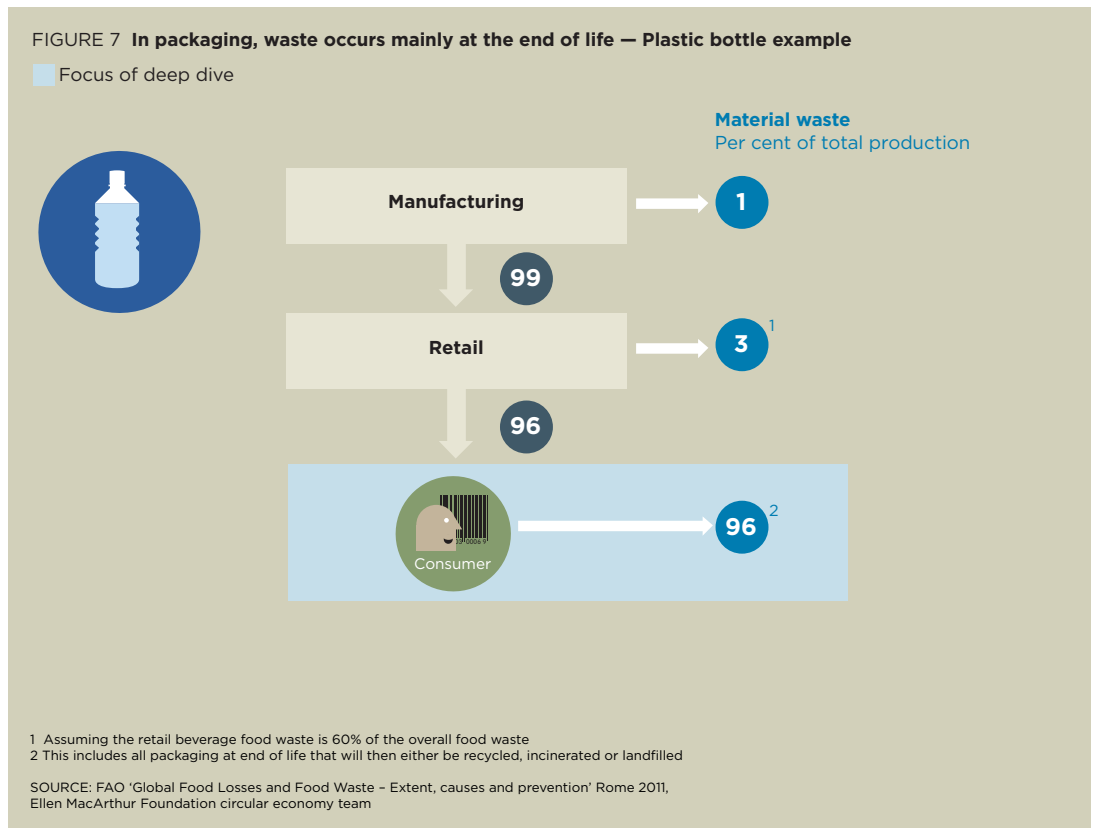 FIGURE 7 In packaging, waste occurs mainly at the end of life — Plastic bottle example
Focus of deep dive
Material waste
Per cent of total production
Manufacturing
1
99
Retail
3 1
96
Consumer
96 2
1 Assuming the retail beverage food waste is 60% of the overall food waste
2 This includes all packaging at end of life that will then either be recycled, incinerated or landfilled
SOURCE: FAO ‘Global Food Losses and Food Waste – Extent, causes and prevention’ Rome 2011,
Ellen MacArthur Foundation circular economy team